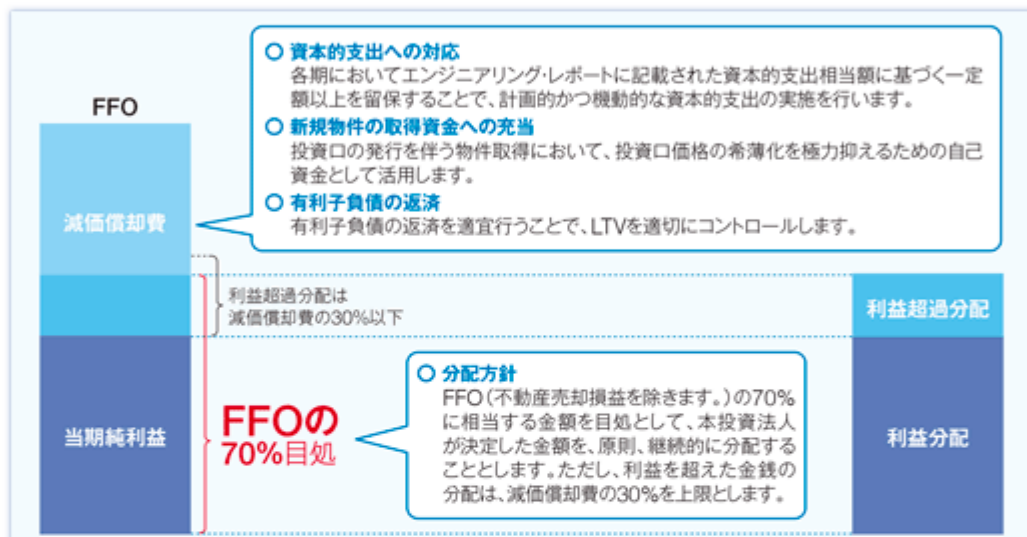 ○ 資本的支出への対応
各期においてエンジニアリング・レポートに記載された資本的支出相当額に基づく一定
額以上を留保することで、計画的かつ機動的な資本的支出の実施を行います。
○ 新規物件の取得資金への充当
投資口の発行を伴う物件取得において、投資口価格の希薄化を極力抑えるための自己
資金として活用します。
○ 有利子負債の返済
有利子負債の返済を適宜行うことで、LTVを適切にコントロールします。
FFO
減価償却費
利益超過分配は
減価償却費の30%以下
利益超過分配
○ 分配方針
FFO(不動産売却損益を除きます。)の70%
に相当する金額を目処として、本投資法人
が決定した金額を、原則、継続的に分配する
こととします。ただし、利益を超えた金銭の
分配は、減価償却費の30%を上限とします。
FFOの
70%目処
当期純利益
利益分配